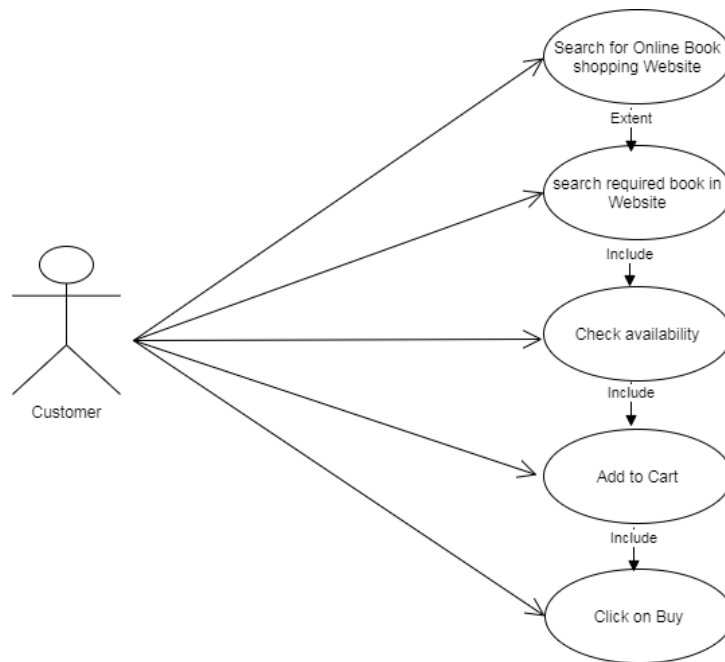 Search for Online Book
shopping Website
Extent
search required book in
Website
Include
Check availability
Include
Customer
Add to Cart
Include
Click on Buy